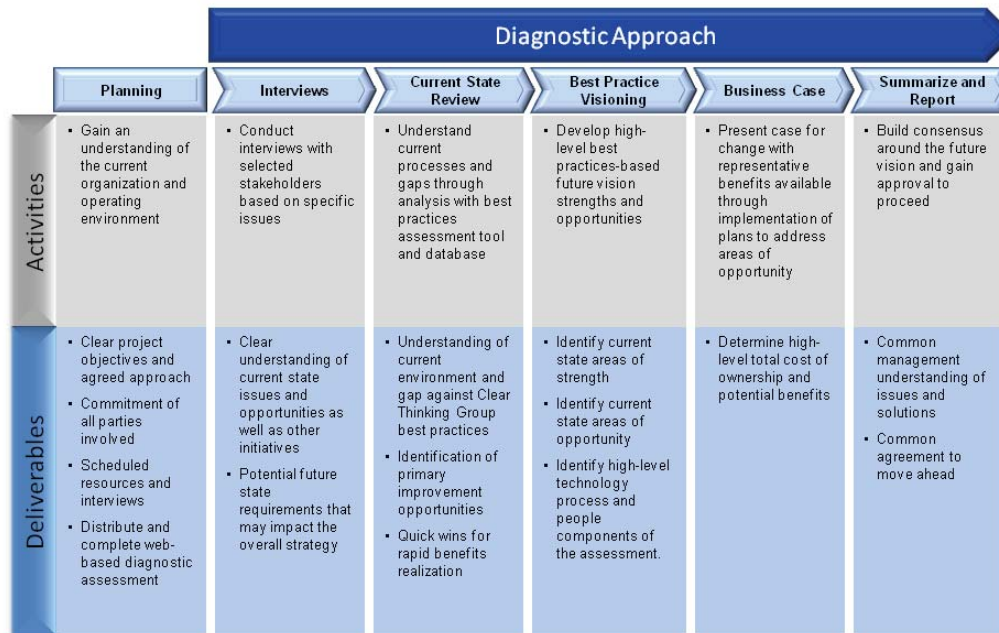 Diagnostic Approach
Planning
Interviews
Current State
Review
Best Practice
Visioning
Business Case
Summarize and
Report
Activities
▪ Gain an
understanding of
the current
organization and
operating
environment
▪ Conduct
interviews with
selected
stakeholders
based on specific
issues
▪ Understand
current
processes and
gaps through
analysis with best
practices
assessment tool
and database
▪ Develop high-
level best
practices-based
future vision
strengths and
opportunities
▪ Present case for
change with
representative
benefits available
through
implementation of
plans to address
areas of
opportunity
▪ Build consensus
around the future
vision and gain
approval to
proceed
Deliverables
▪ Clear project
objectives and
agreed approach
▪ Commitment of
all parties
involved
▪ Scheduled
resources and
interviews
▪ Distribute and
complete web-
based diagnostic
assessment
▪ Clear
understanding of
current state
issues and
opportunities as
well as other
initiatives
▪ Potential future
state
requirements that
may impact the
overall strategy
▪ Understanding of
current
environment and
gap against Clear
Thinking Group
best practices
▪ Identification of
primary
improvement
opportunities
▪ Quick wins for
rapid benefits
realization
▪ Identify current
state areas of
strength
▪ Identify current
state areas of
opportunity
▪ Identify high-level
technology
process and
people
components of
the assessment.
▪ Determine high-
level total cost of
ownership and
potential benefits
▪ Common
management
understanding of
issues and
solutions
▪ Common
agreement to
move ahead